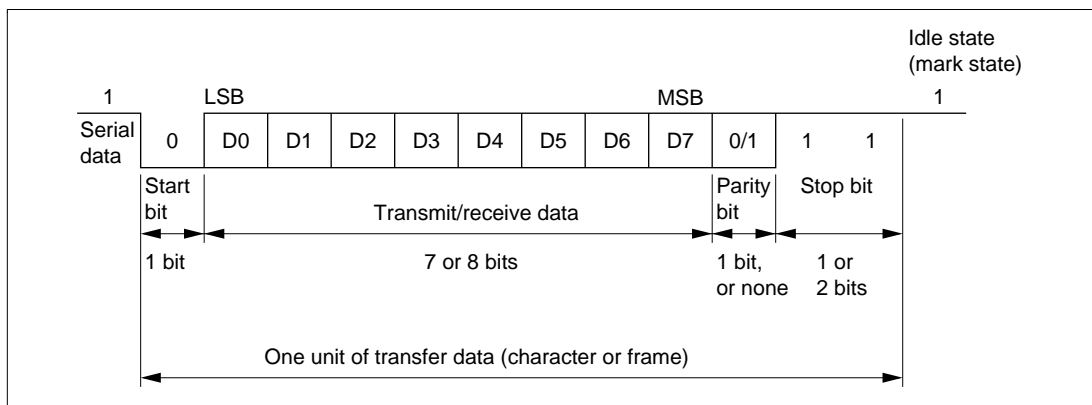 Idle state
(mark state)
1 LSB MSB 1
Serial
data
0 D0 D1 D2 D3 D4 D5 D6 D7 0/1 1 1
Start
bit
Transmit/receive data
Parity
bit
Stop bit
1 bit
7 or 8 bits
1 bit,
or none
1 or
2 bits
One unit of transfer data (character or frame)